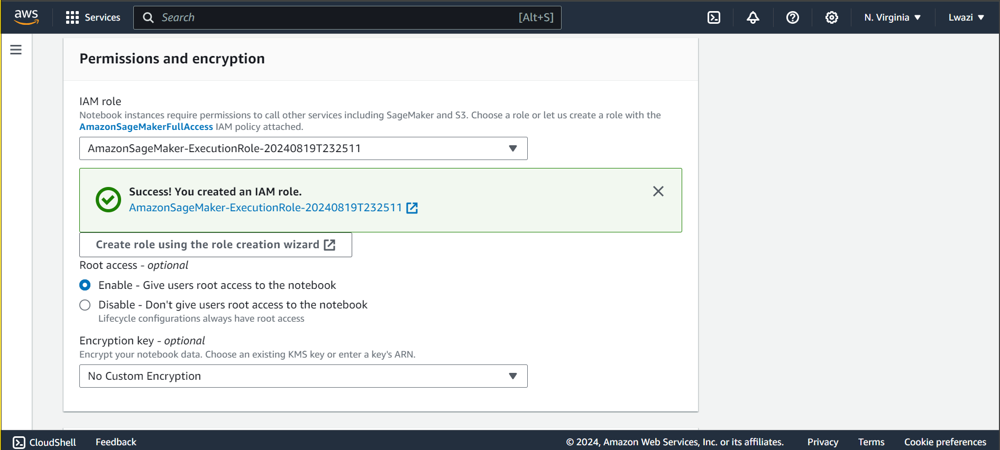 aws
Services
Search
[Alt+S]
N. Virginia
Lwazi
Permissions and encryption
IAM role
Notebook instances require permissions to call other services including SageMaker and S3. Choose a role or let us create a role with the
AmazonSageMakerFullAccess IAM policy attached.
AmazonSageMaker-ExecutionRole-20240819T232511
Success! You created an IAM role.
AmazonSageMaker-ExecutionRole-20240819T232511
Create role using the role creation wizard
Root access - optional
Enable - Give users root access to the notebook
Disable - Don't give users root access to the notebook
Lifecycle configurations always have root access
Encryption key - optional
Encrypt your notebook data. Choose an existing KMS key or enter a key's ARN.
No Custom Encryption
CloudShell
Feedback
© 2024, Amazon Web Services, Inc. or its affiliates.
Privacy
Terms
Cookie preferences